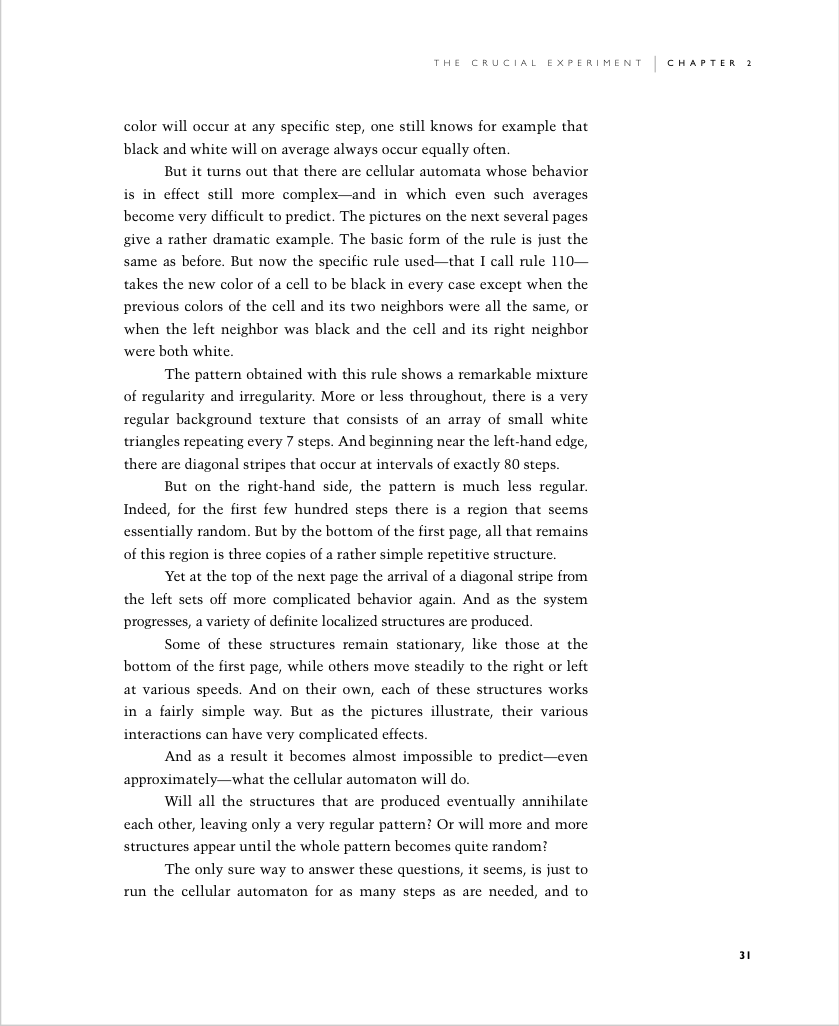 THE CRUCIAL EXPERIMENT | CHAPTER 2
color will occur at any specific step, one still knows for example that
black and white will on average always occur equally often.
But it turns out that there are cellular automata whose behavior
is in effect still more complex—and in which even such averages
become very difficult to predict. The pictures on the next several pages
give a rather dramatic example. The basic form of the rule is just the
same as before. But now the specific rule used—that I call rule 110—
takes the new color of a cell to be black in every case except when the
previous colors of the cell and its two neighbors were all the same, or
when the left neighbor was black and the cell and its right neighbor
were both white.
The pattern obtained with this rule shows a remarkable mixture
of regularity and irregularity. More or less throughout, there is a very
regular background texture that consists of an array of small white
triangles repeating every 7 steps. And beginning near the left-hand edge,
there are diagonal stripes that occur at intervals of exactly 80 steps.
But on the right-hand side, the pattern is much less regular.
Indeed, for the first few hundred steps there is a region that seems
essentially random. But by the bottom of the first page, all that remains
of this region is three copies of a rather simple repetitive structure.
Yet at the top of the next page the arrival of a diagonal stripe from
the left sets off more complicated behavior again. And as the system
progresses, a variety of definite localized structures are produced.
Some of these structures remain stationary, like those at the
bottom of the first page, while others move steadily to the right or left
at various speeds. And on their own, each of these structures works
in a fairly simple way. But as the pictures illustrate, their various
interactions can have very complicated effects.
And as a result it becomes almost impossible to predict—even
approximately—what the cellular automaton will do.
Will all the structures that are produced eventually annihilate
each other, leaving only a very regular pattern? Or will more and more
structures appear until the whole pattern becomes quite random?
The only sure way to answer these questions, it seems, is just to
run the cellular automaton for as many steps as are needed, and to
31